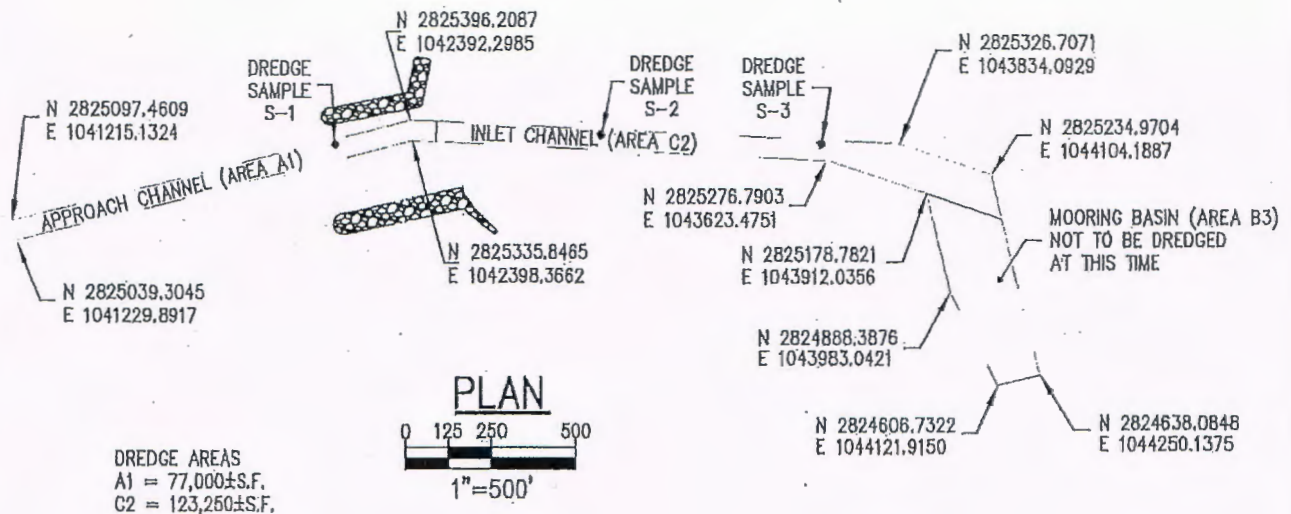 N 2825396.2087
E 1042392.2985
DREDGE
SAMPLE
S-1
DREDGE
SAMPLE
S-2
DREDGE
SAMPLE
S-3
N 2825326.7071
E 1043834.0929
N 2825097.4609
E 1041215.1324
INLET CHANNEL (AREA C2)
N 2825234.9704
E 1044104.1887
APPROACH CHANNEL (AREA A1)
N 2825276.7903
E 1043623.4751
MOORING BASIN (AREA B3)
NOT TO BE DREDGED
AT THIS TIME
N 2825335.8465
E 1042398.3662
N 2825178.7821
E 1043912.0356
N 2825039.3045
E 1041229.8917
N 2824888.3876
E 1043983.0421
PLAN
0 125 250 500
1"=500'
N 2824606.7322
E 1044121.9150
N 2824638.0848
E 1044250.1375
DREDGE AREAS
A1 = 77,000±S.F.
C2 = 123,250±S.F.